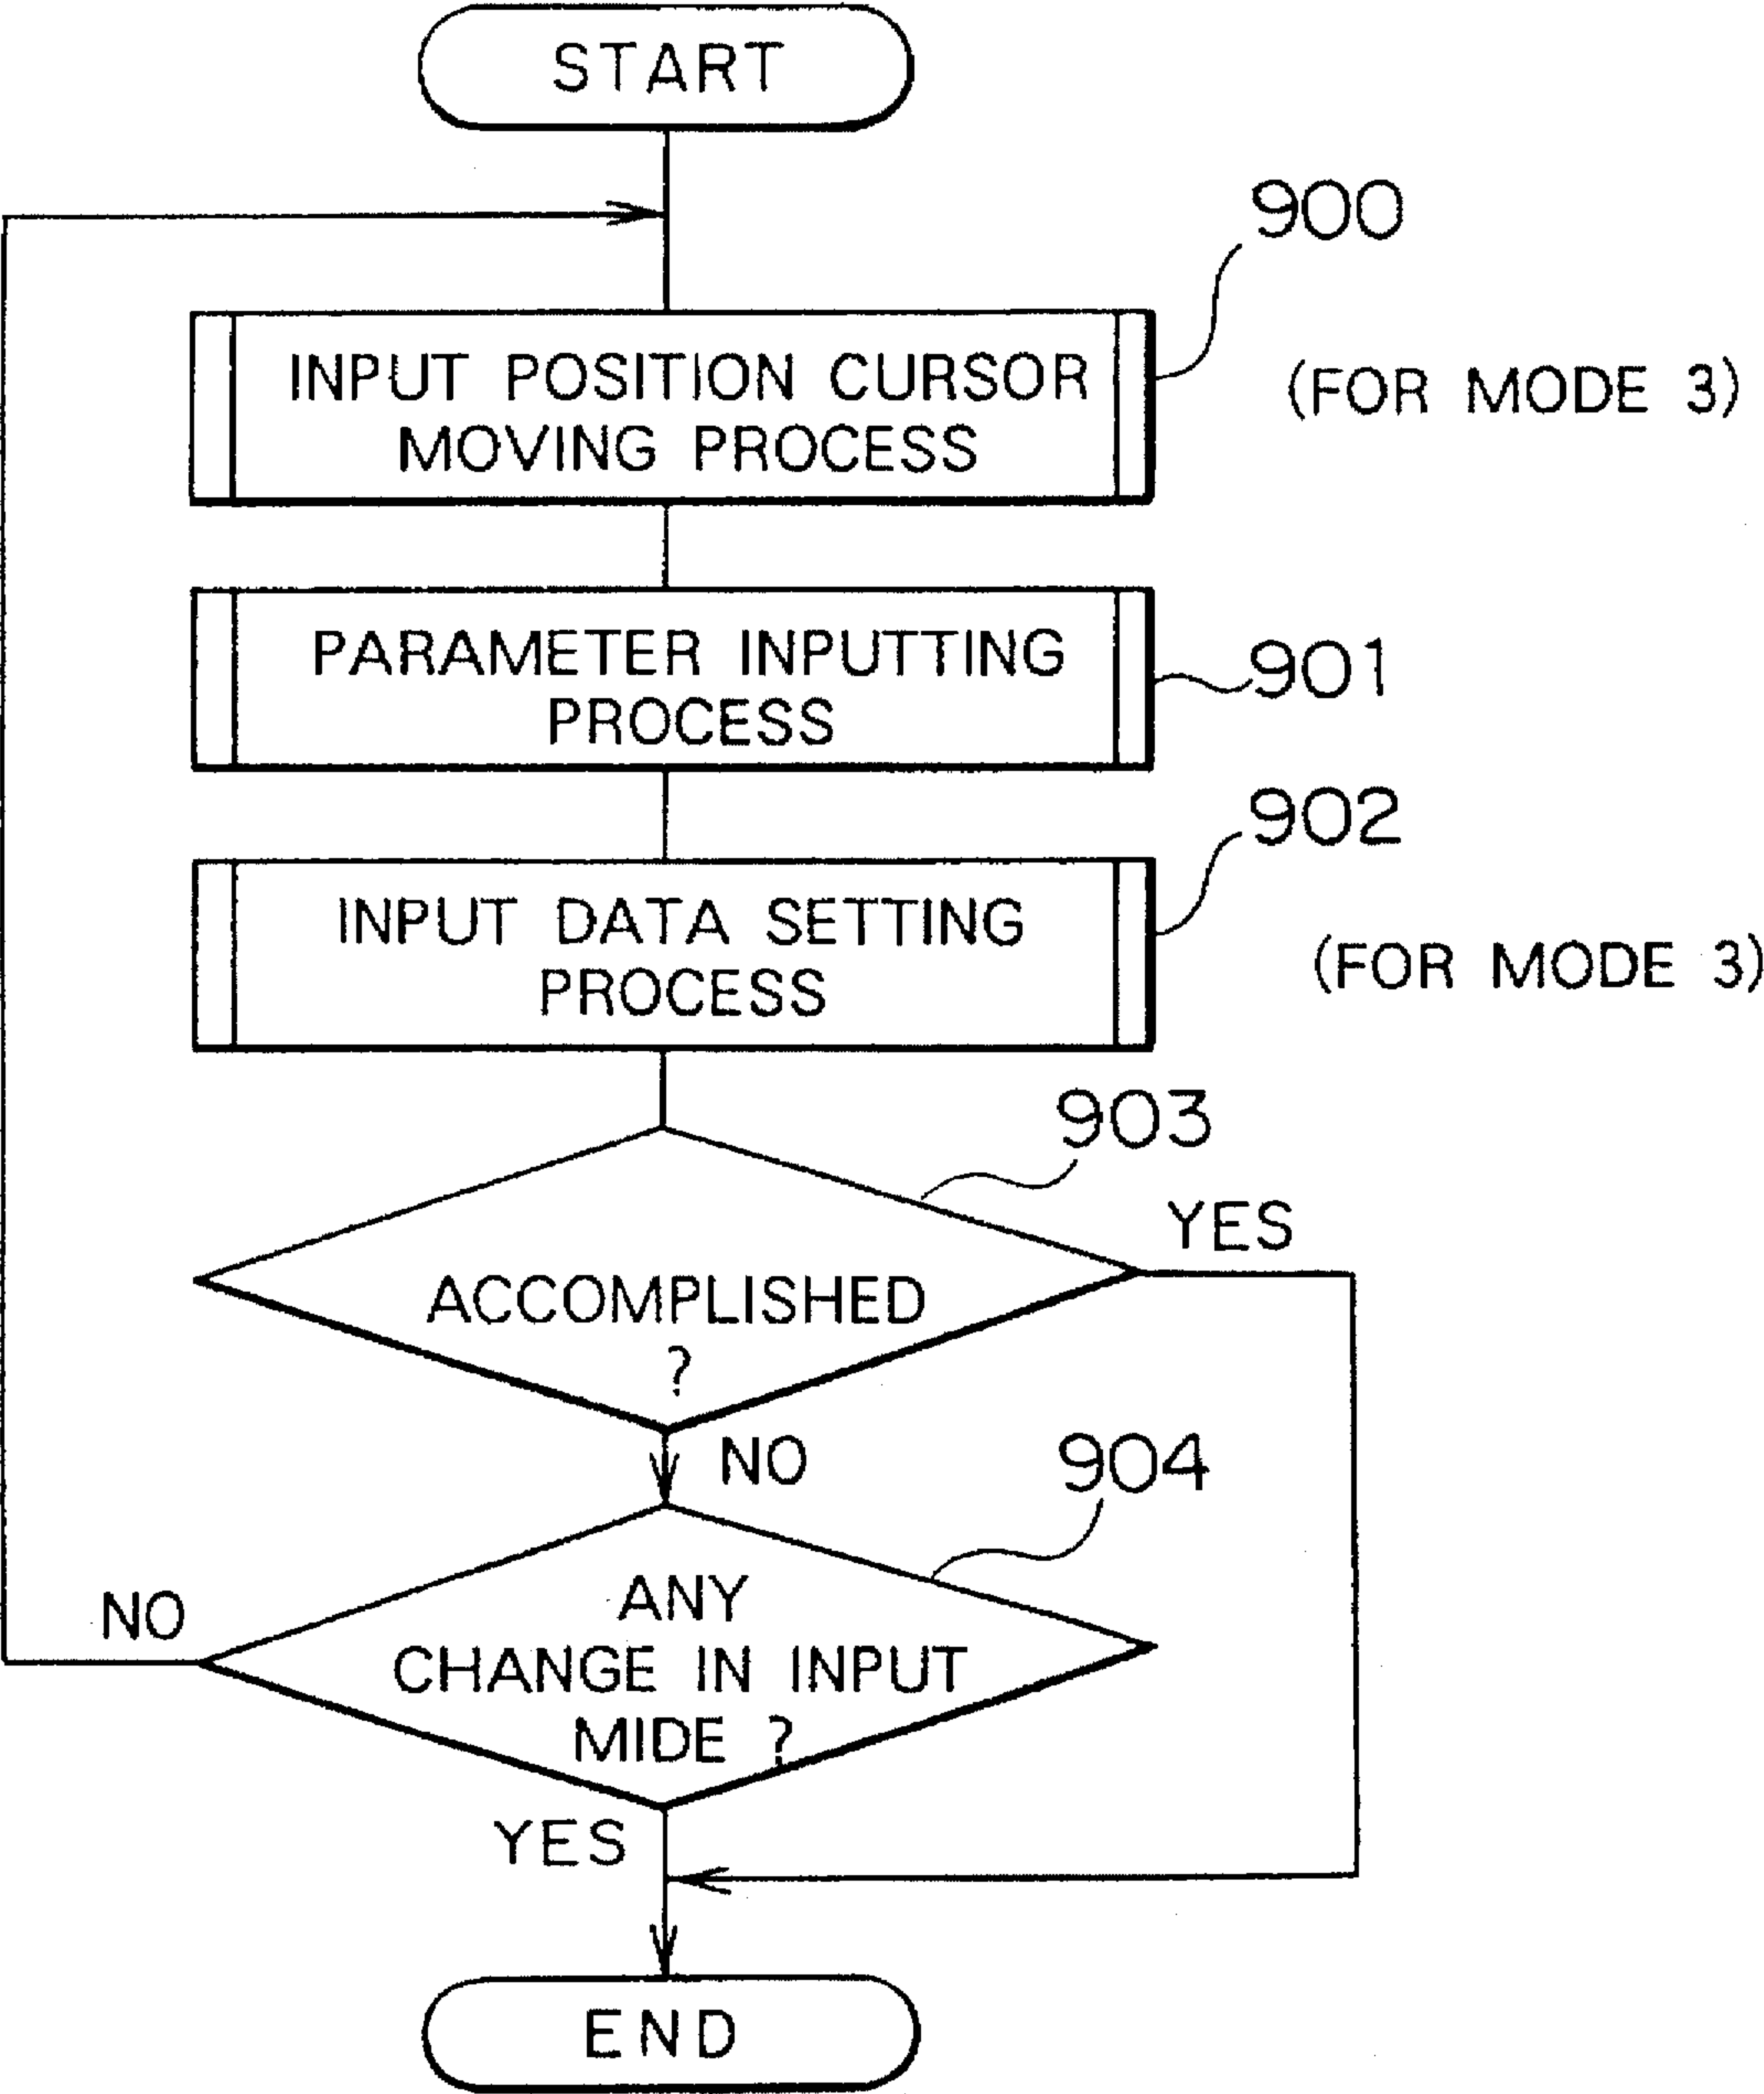 START
900
INPUT POSITION CURSOR
MOVING PROCESS
(FOR MODE 3)
PARAMETER INPUTTING
PROCESS
901
902
INPUT DATA SETTING
PROCESS
(FOR MODE 3)
903
YES
ACCOMPLISHED
?
NO
904
NO
ANY
CHANGE IN INPUT
MIDE ?
YES
END